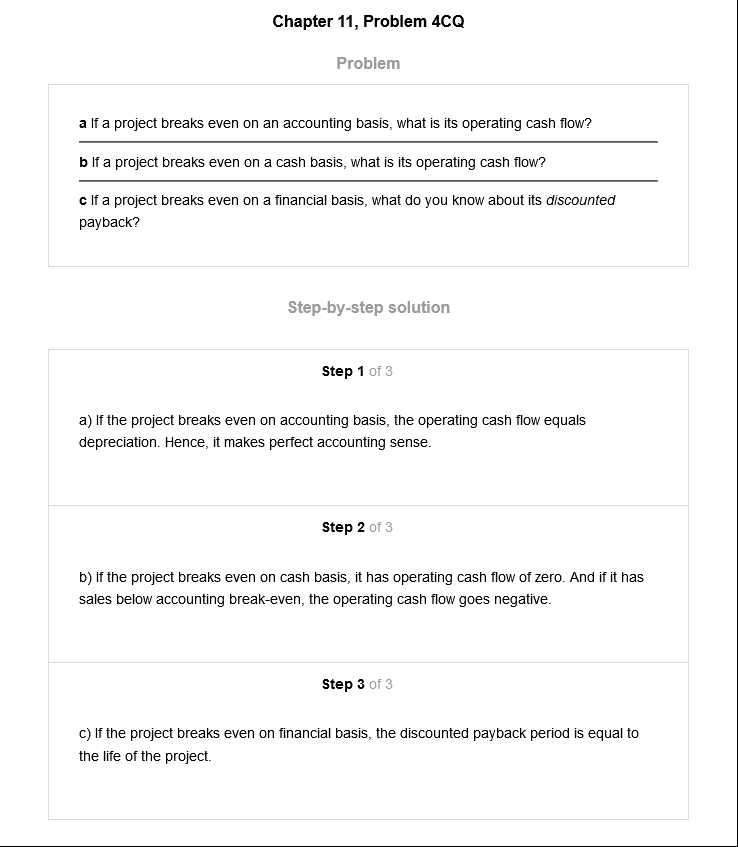 Chapter 11, Problem 4CQ
Problem
a If a project breaks even on an accounting basis, what is its operating cash flow?
b If a project breaks even on a cash basis, what is its operating cash flow?
c If a project breaks even on a financial basis, what do you know about its discounted
payback?
Step-by-step solution
Step 1 of 3
a) If the project breaks even on accounting basis, the operating cash flow equals
depreciation. Hence, it makes perfect accounting sense.
Step 2 of 3
b) If the project breaks even on cash basis, it has operating cash flow of zero. And if it has
sales below accounting break-even, the operating cash flow goes negative.
Step 3 of 3
c) If the project breaks even on financial basis, the discounted payback period is equal to
the life of the project.